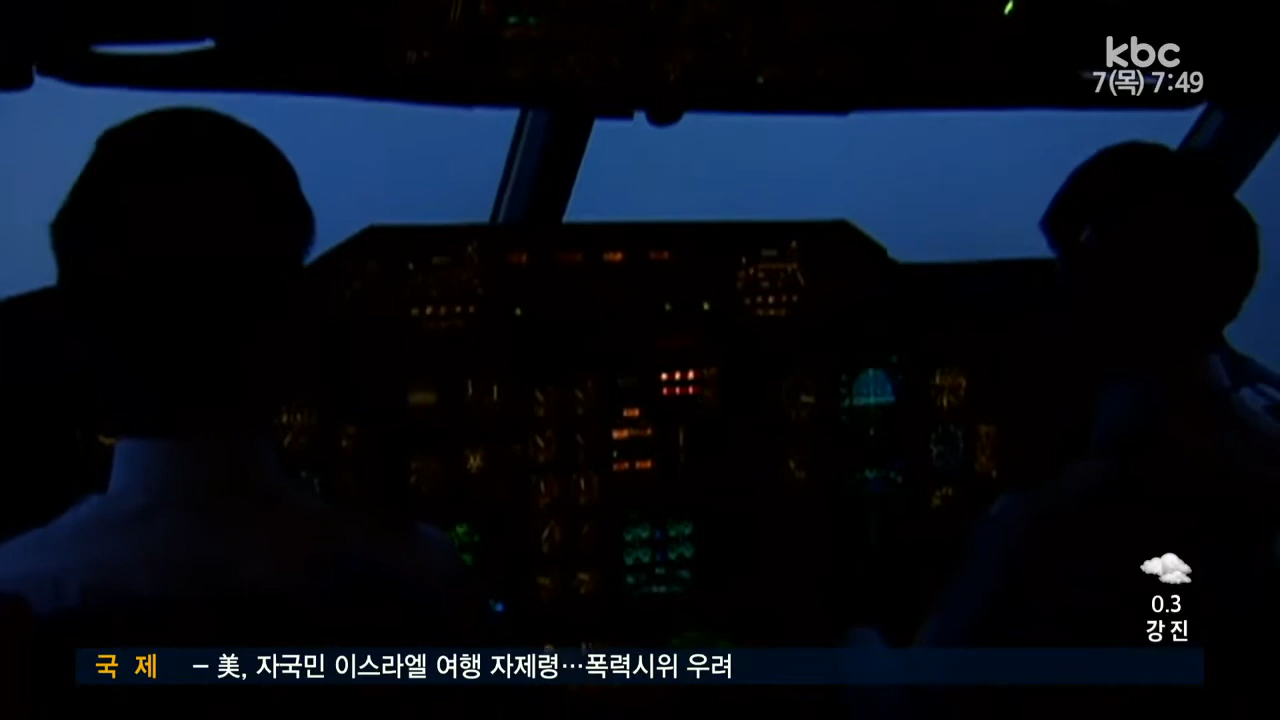 kbc
7(목) 7:49
0.3
강진
국 제 – 美, 자국민 이스라엘 여행 자제령…폭력시위 우려